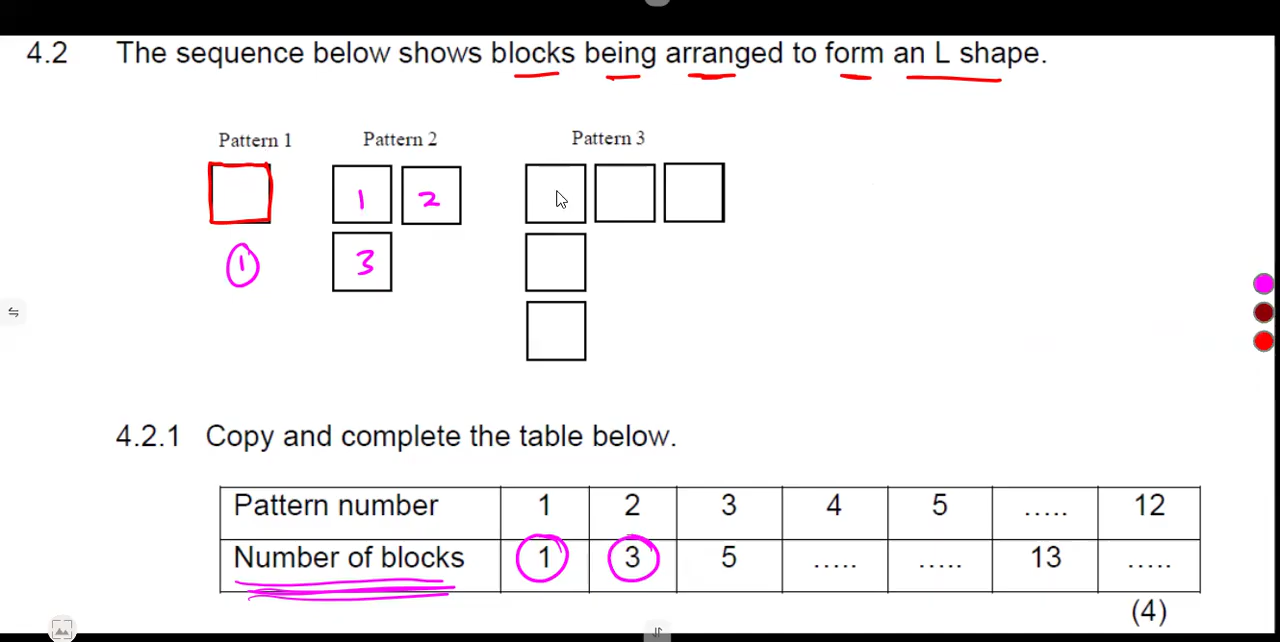 4.2 The sequence below shows blocks being arranged to form an L shape.
Pattern 1 Pattern 2 Pattern 3
1 2
1 3
4.2.1 Copy and complete the table below.
Pattern number 1 2 3 4 5 ..... 12
Number of blocks 1 3 5 ..... ..... 13 .....
(4)